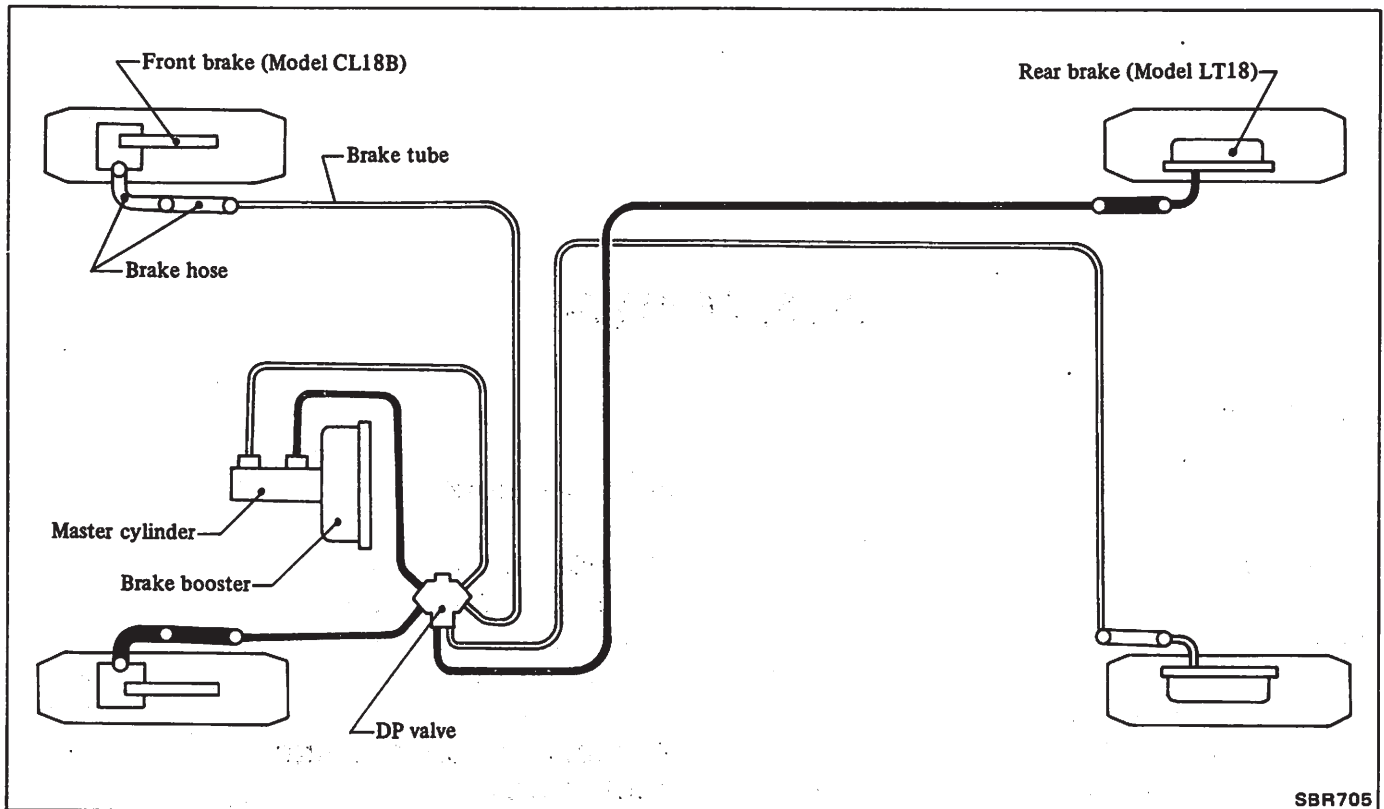 Front brake (Model CL18B)
Rear brake (Model LT18)
Brake tube
Brake hose
Master cylinder
Brake booster
DP valve
SBR705